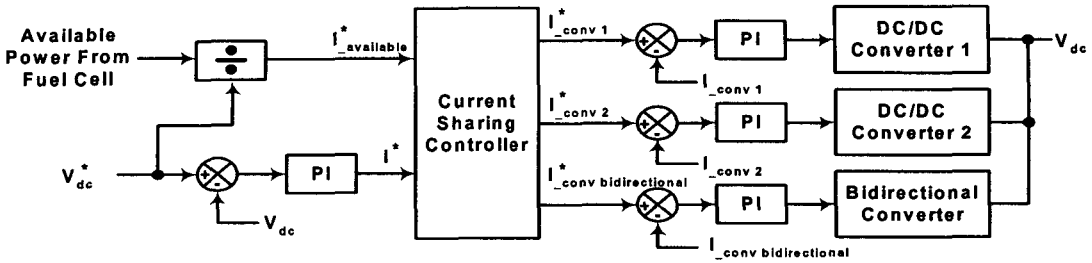 Available
Power From
Fuel Cell
÷
I*_available
V_dc*
+
-
V_dc
PI
I*
Current
Sharing
Controller
I*_conv 1
+
-
I_conv 1
PI
DC/DC
Converter 1
V_dc
I*_conv 2
+
-
I_conv 2
PI
DC/DC
Converter 2
I*_conv bidirectional
+
-
I_conv bidirectional
PI
Bidirectional
Converter